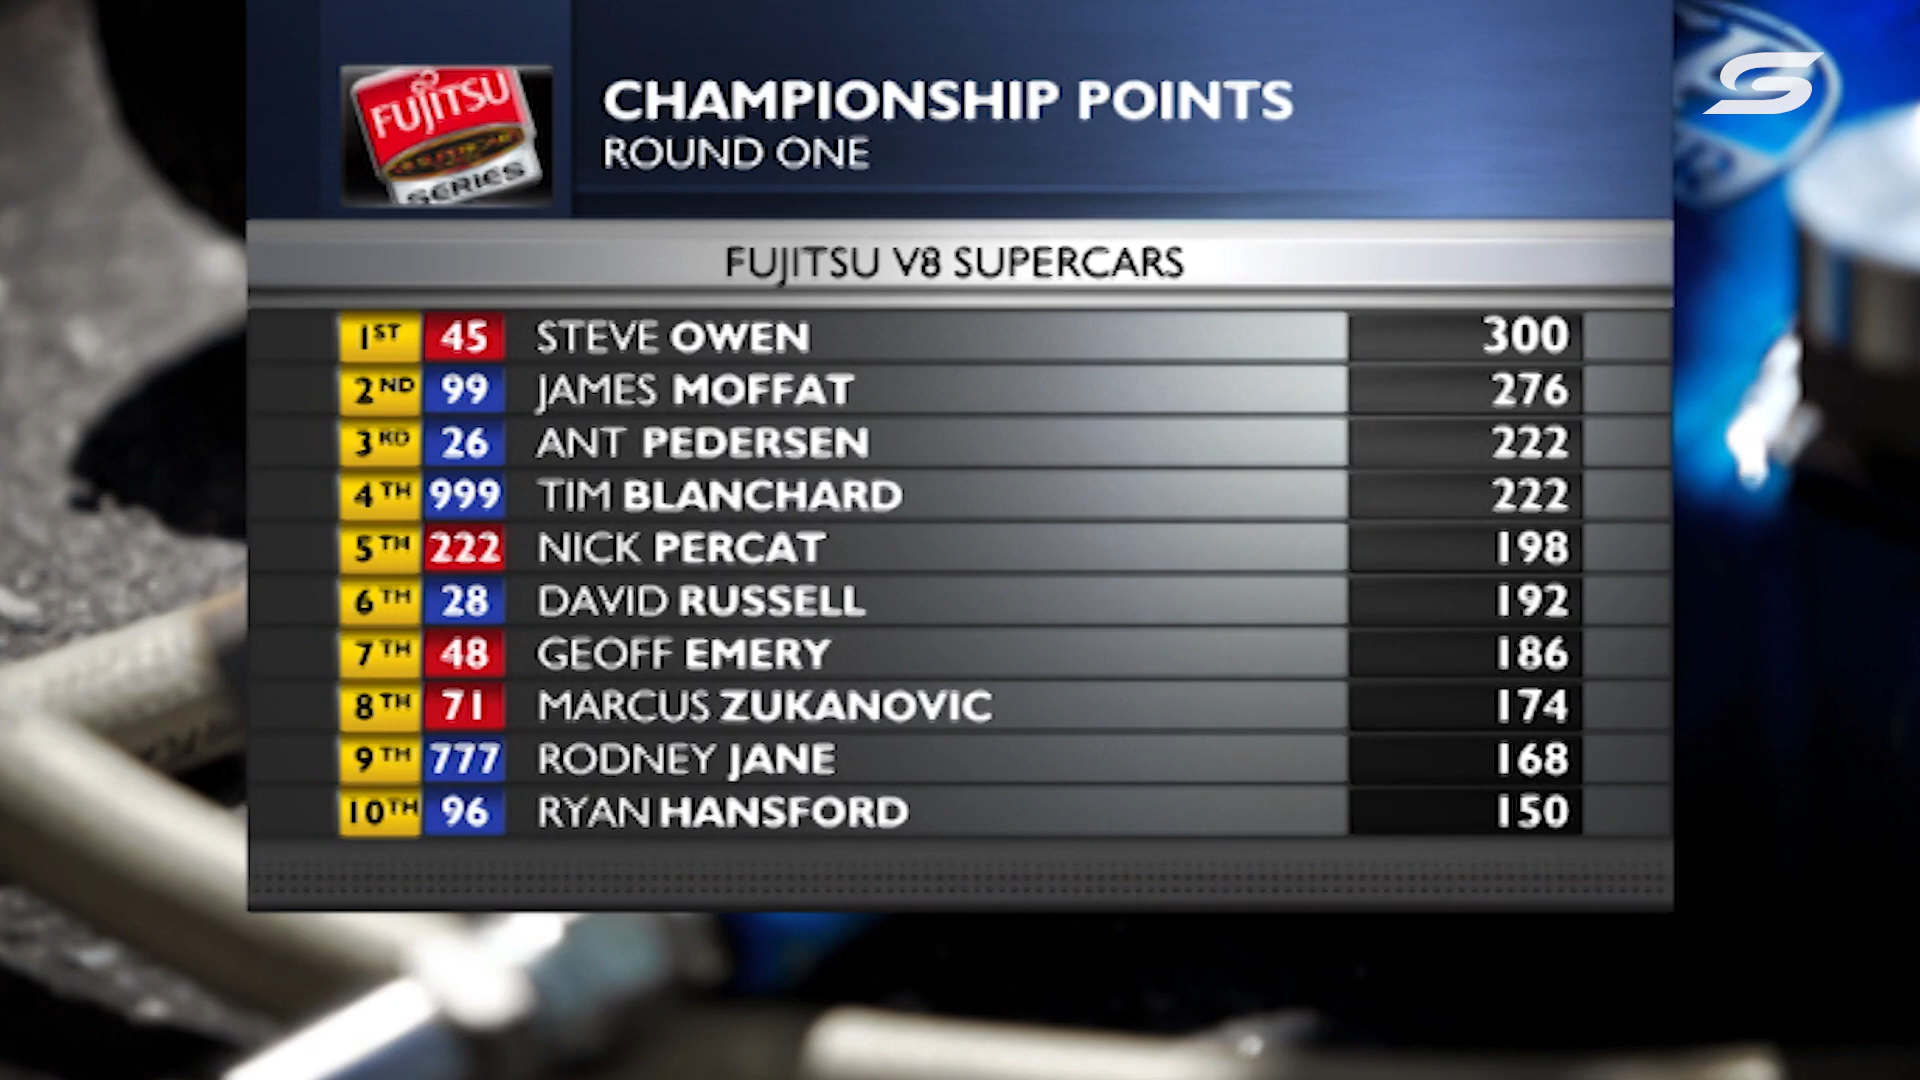 FUJITSU
SERIES
CHAMPIONSHIP POINTS
ROUND ONE
FUJITSU V8 SUPERCARS
1ST 45 STEVE OWEN 300
2ND 99 JAMES MOFFAT 276
3RD 26 ANT PEDERSEN 222
4TH 999 TIM BLANCHARD 222
5TH 222 NICK PERCAT 198
6TH 28 DAVID RUSSELL 192
7TH 48 GEOFF EMERY 186
8TH 71 MARCUS ZUKANOVIC 174
9TH 777 RODNEY JANE 168
10TH 96 RYAN HANSFORD 150